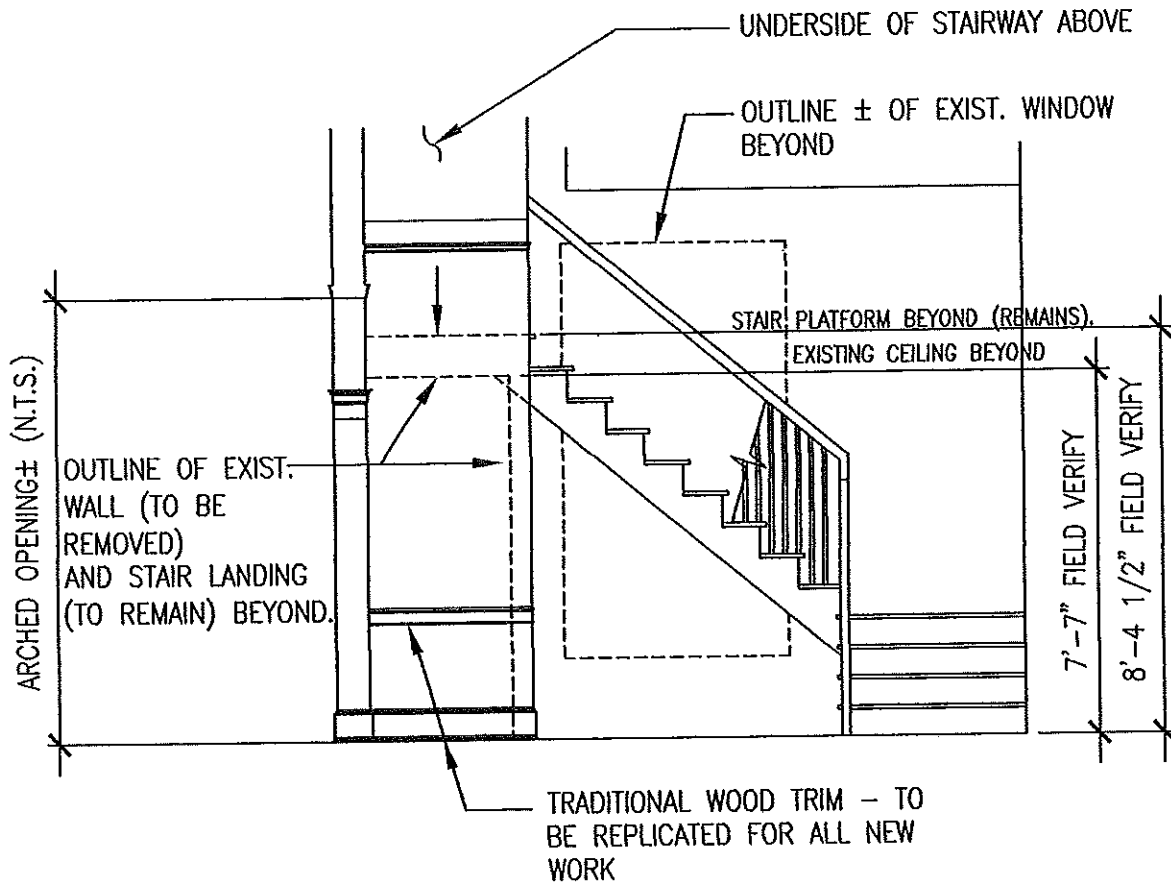 UNDERSIDE OF STAIRWAY ABOVE
OUTLINE ± OF EXIST. WINDOW
BEYOND
STAIR PLATFORM BEYOND (REMAINS).
EXISTING CEILING BEYOND
ARCHED OPENING± (N.T.S.)
OUTLINE OF EXIST.
WALL (TO BE
REMOVED)
AND STAIR LANDING
(TO REMAIN) BEYOND.
7'-7" FIELD VERIFY
8'-4 1/2" FIELD VERIFY
TRADITIONAL WOOD TRIM – TO
BE REPLICATED FOR ALL NEW
WORK